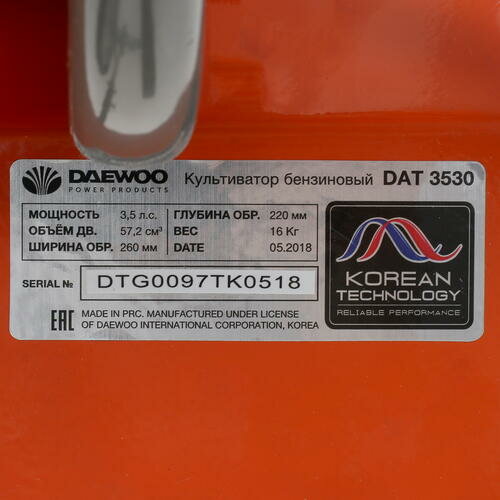 DAEWOO
POWER PRODUCTS
Культиватор бензиновый DAT 3530
МОЩНОСТЬ 3,5 л.с. ГЛУБИНА ОБР. 220 мм
ОБЪЁМ ДВ. 57,2 см³ ВЕС 16 Кг
ШИРИНА ОБР. 260 мм DATE 05.2018
SERIAL № DTG0097TK0518
EAC MADE IN PRC. MANUFACTURED UNDER LICENSE
OF DAEWOO INTERNATIONAL CORPORATION, KOREA
KOREAN
TECHNOLOGY
RELIABLE PERFORMANCE